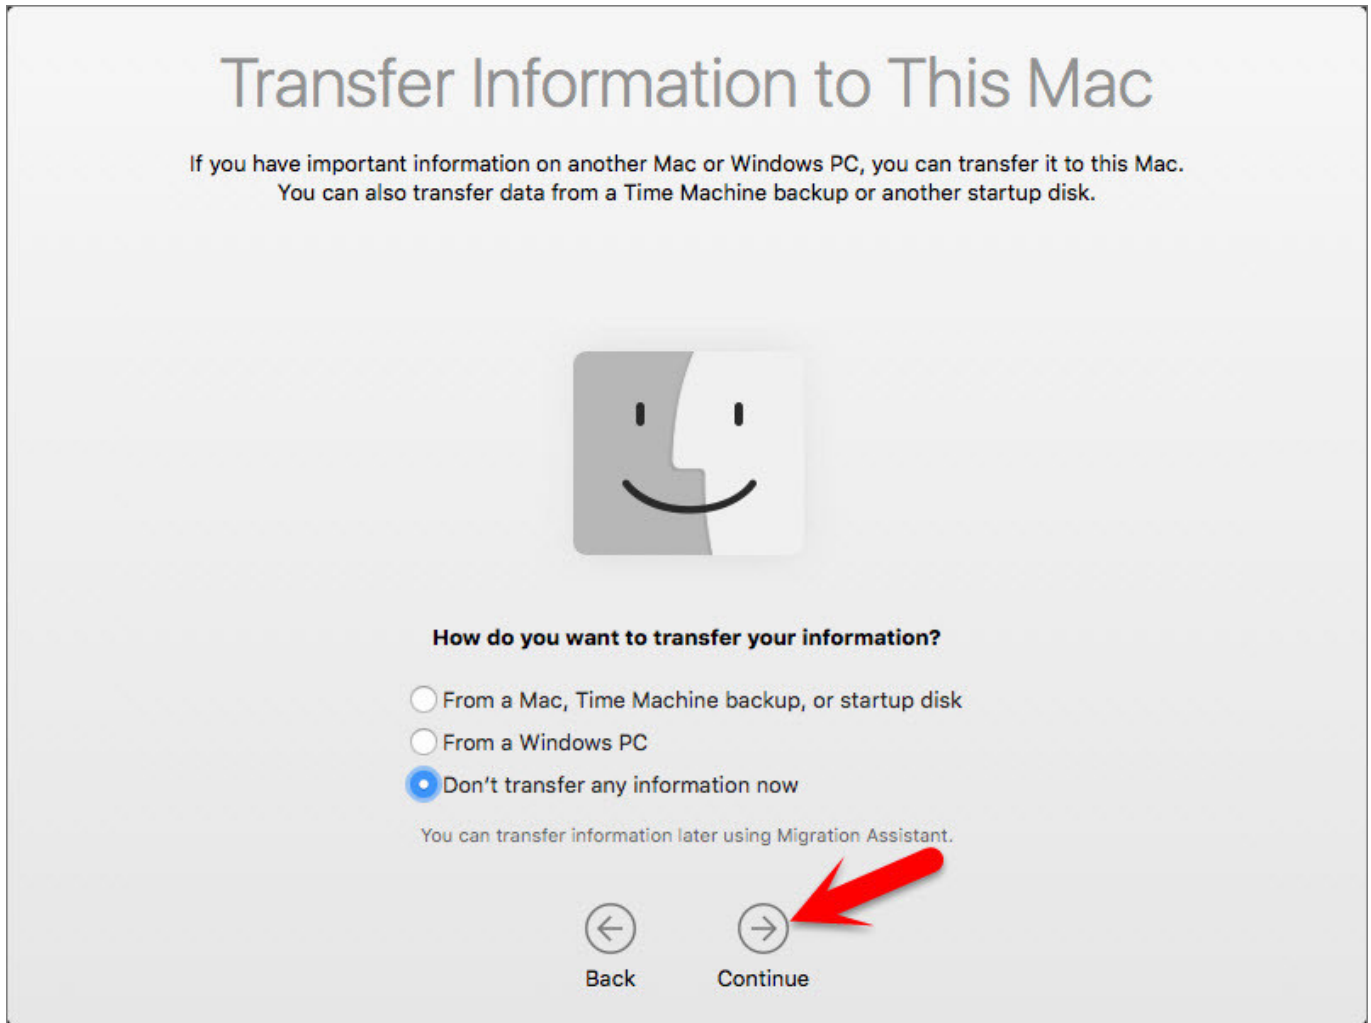 Transfer Information to This Mac
If you have important information on another Mac or Windows PC, you can transfer it to this Mac.
You can also transfer data from a Time Machine backup or another startup disk.
How do you want to transfer your information?
From a Mac, Time Machine backup, or startup disk
From a Windows PC
Don’t transfer any information now
You can transfer information later using Migration Assistant.
Back
Continue